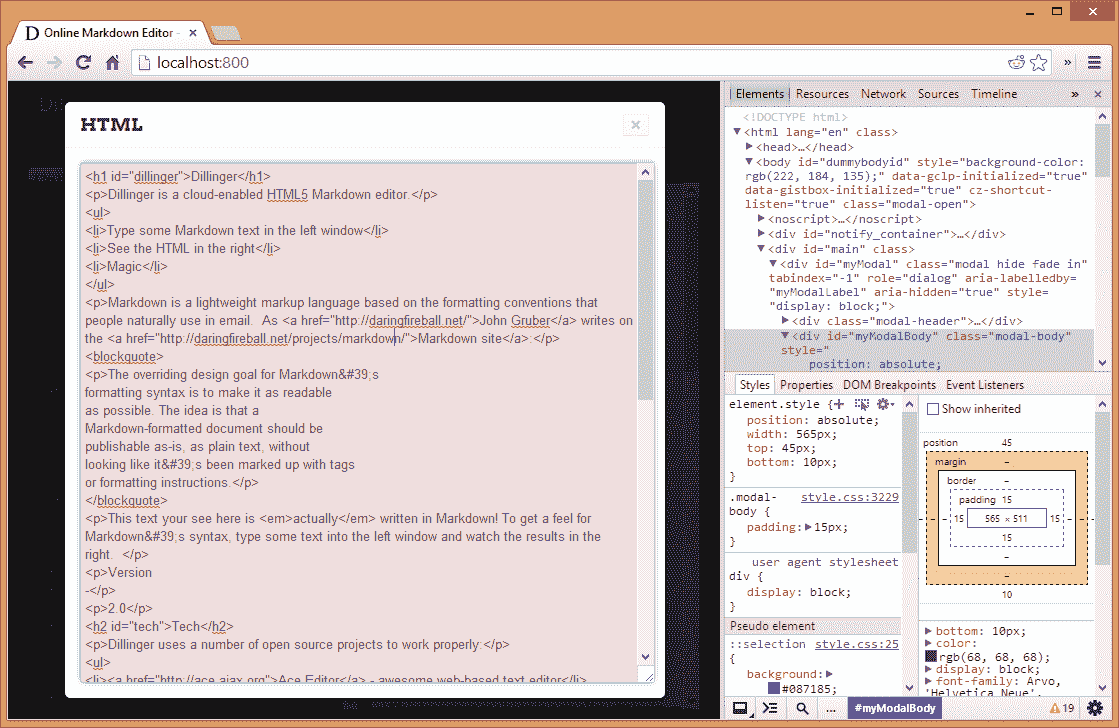 Online Markdown Editor -
localhost:800
HTML
<h1 id="dillinger">Dillinger</h1>
<p>Dillinger is a cloud-enabled HTML5 Markdown editor.</p>
<ul>
<li>Type some Markdown text in the left window</li>
<li>See the HTML in the right</li>
<li>Magic</li>
</ul>
<p>Markdown is a lightweight markup language based on the formatting conventions that
people naturally use in email.  As <a href="http://daringfireball.net/">John Gruber</a> writes on
the <a href="http://daringfireball.net/projects/markdown/">Markdown site</a>:</p>
<blockquote>
<p>The overriding design goal for Markdown&#39;s
formatting syntax is to make it as readable
as possible. The idea is that a
Markdown-formatted document should be
publishable as-is, as plain text, without
looking like it&#39;s been marked up with tags
or formatting instructions.</p>
</blockquote>
<p>This text your see here is <em>actually</em> written in Markdown! To get a feel for
Markdown&#39;s syntax, type some text into the left window and watch the results in the
right.  </p>
<p>Version
-</p>
<p>2.0</p>
<h2 id="tech">Tech</h2>
<p>Dillinger uses a number of open source projects to work properly:</p>
<ul>
<li><a href="http://ace.ajax.org">Ace Editor</a> - awesome web-based text editor</li>
Elements Resources Network Sources Timeline » ×
<!DOCTYPE html>
▼<html lang="en" class>
▶<head>…</head>
▼<body id="dummybodyid" style="background-color:
rgb(222, 184, 135);" data-gclp-initialized="true"
data-gistbox-initialized="true" cz-shortcut-
listen="true" class="modal-open">
▶<noscript>…</noscript>
▶<div id="notify_container">…</div>
▼<div id="main" class>
▼<div id="myModal" class="modal hide fade in"
tabindex="-1" role="dialog" aria-labelledby=
"myModalLabel" aria-hidden="true" style=
"display: block;">
▶<div class="modal-header">…</div>
▼<div id="myModalBody" class="modal-body"
style="
position: absolute;
Styles Properties DOM Breakpoints Event Listeners
element.style {
position: absolute;
width: 565px;
top: 45px;
bottom: 10px;
}
.modal- style.css:3229
body {
padding:▶15px;
}
user agent stylesheet
div {
display: block;
}
Pseudo element
::selection style.css:25
{
background:▶
#087185;
Show inherited
position 45
margin –
border –
padding 15
– – 15 565 × 511 15 – –
15
–
–
10
▶ bottom: 10px;
▶ color:
rgb(68, 68, 68);
▶ display: block;
▶ font-family: Arvo,
'Helvetica Neue',
... #myModalBody 19